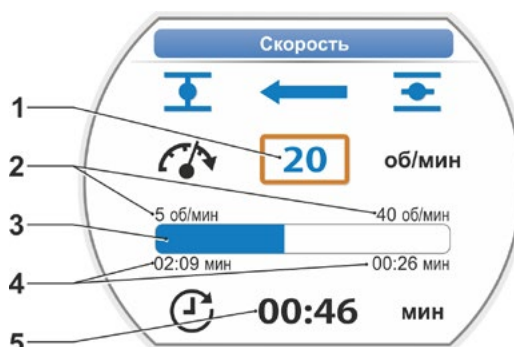 Скорость
1
20 об/мин
2
5 об/мин 40 об/мин
3
02:09 мин 00:26 мин
4
00:46 мин
5